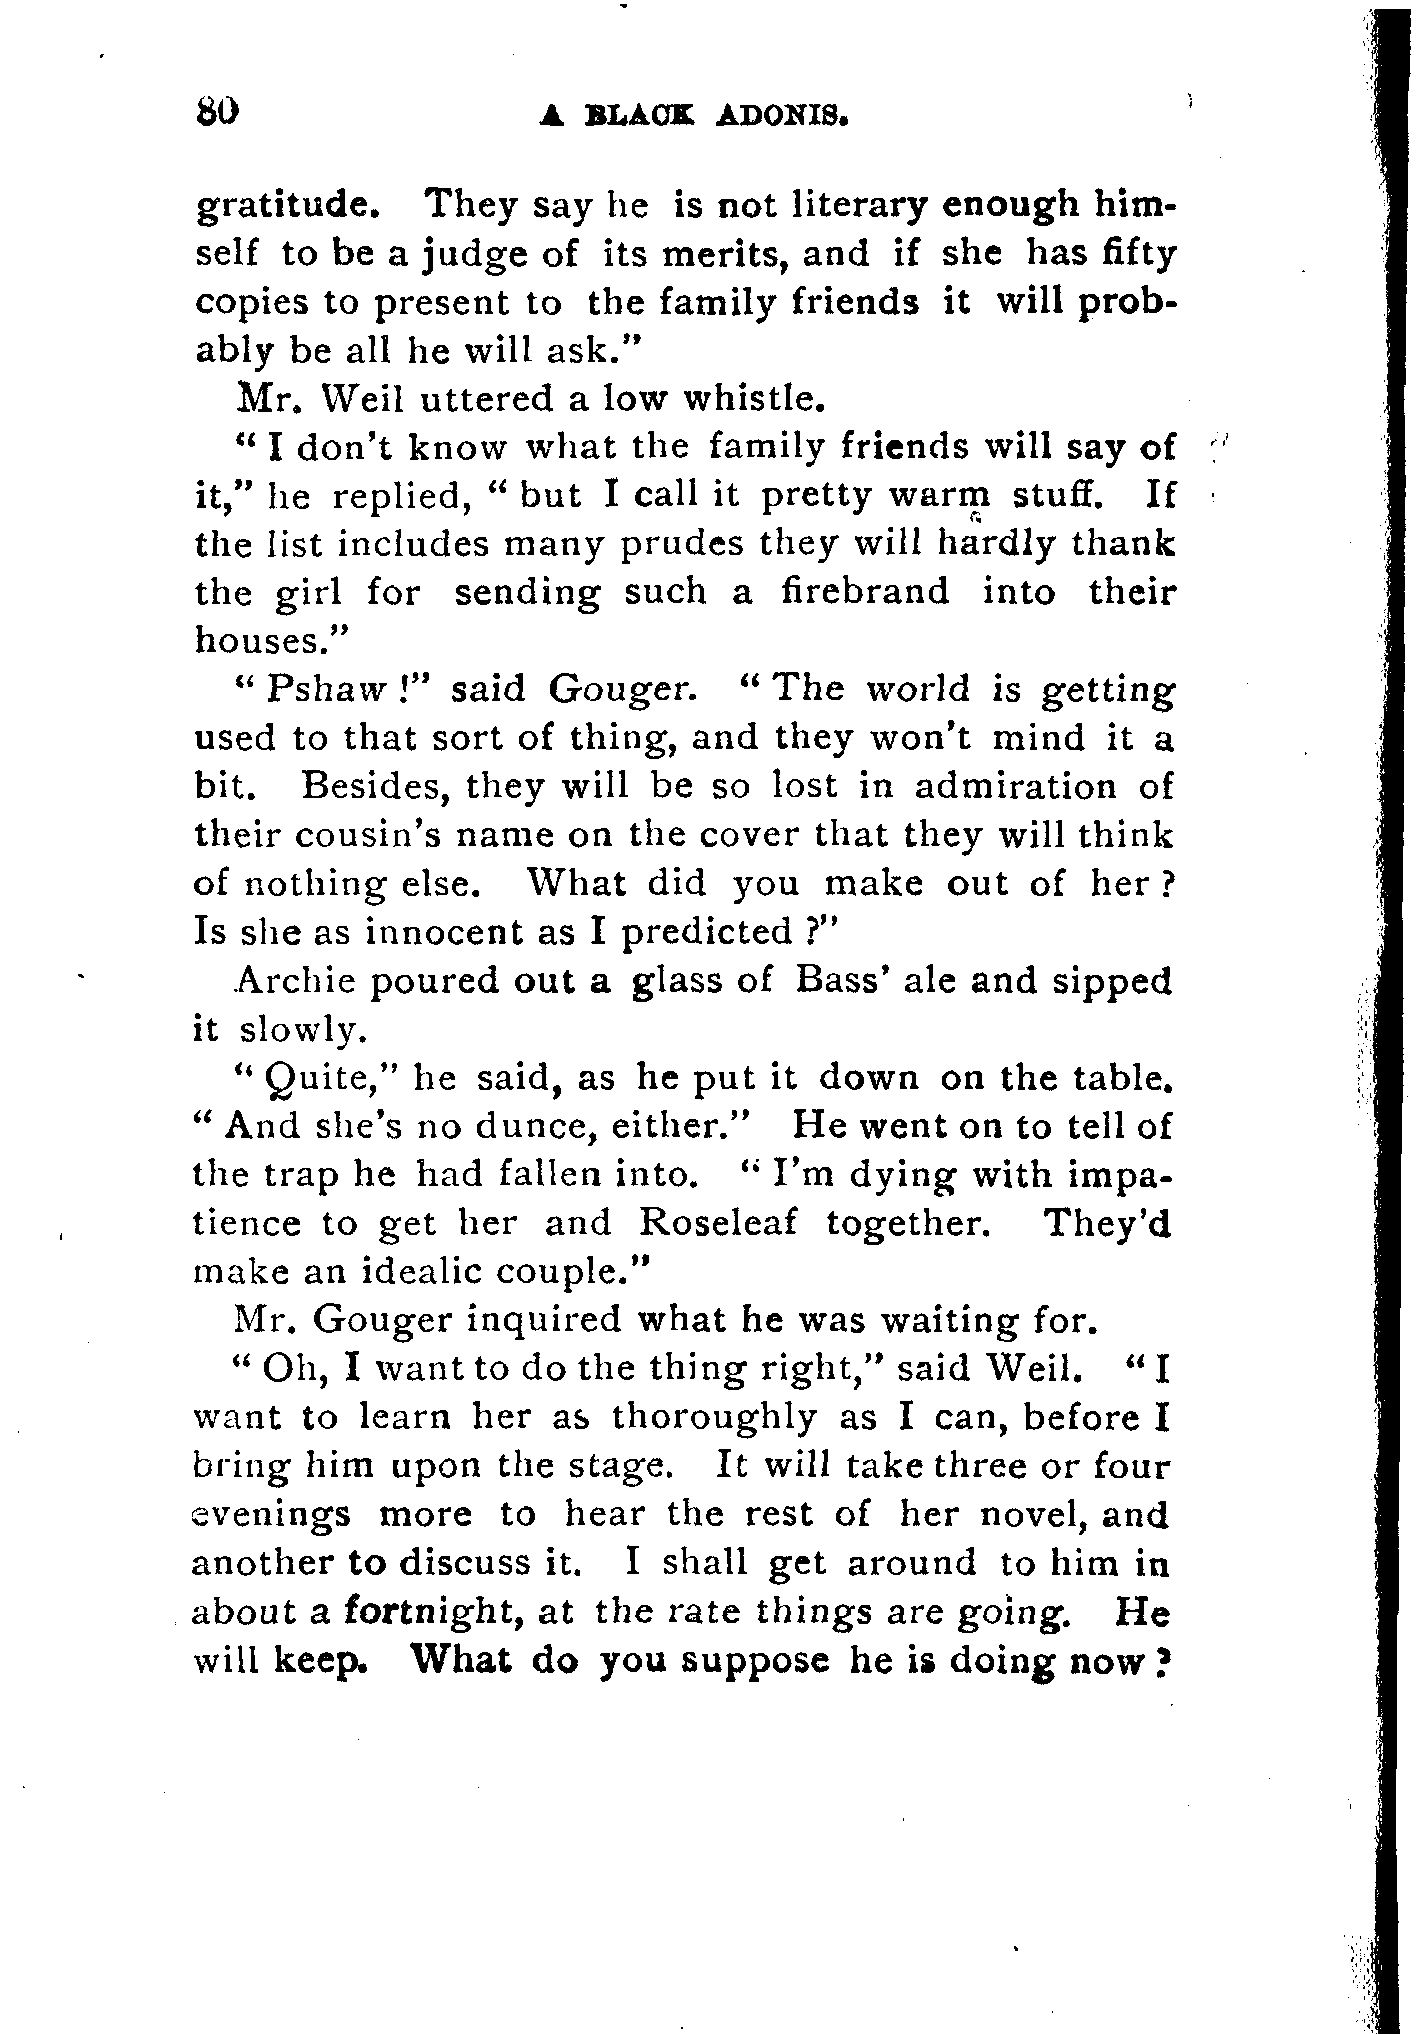 80 A BLACK ADONIS.
gratitude. They say he is not literary enough him-
self to be a judge of its merits, and if she has fifty
copies to present to the family friends it will prob-
ably be all he will ask."
Mr. Weil uttered a low whistle.
" I don't know what the family friends will say of
it," he replied, " but I call it pretty warm stuff. If
the list includes many prudes they will hardly thank
the girl for sending such a firebrand into their
houses."
" Pshaw !" said Gouger. " The world is getting
used to that sort of thing, and they won't mind it a
bit. Besides, they will be so lost in admiration of
their cousin's name on the cover that they will think
of nothing else. What did you make out of her ?
Is she as innocent as I predicted ?"
Archie poured out a glass of Bass' ale and sipped
it slowly.
" Quite," he said, as he put it down on the table.
" And she's no dunce, either." He went on to tell of
the trap he had fallen into. " I'm dying with impa-
tience to get her and Roseleaf together. They'd
make an idealic couple."
Mr. Gouger inquired what he was waiting for.
" Oh, I want to do the thing right," said Weil. " I
want to learn her as thoroughly as I can, before I
bring him upon the stage. It will take three or four
evenings more to hear the rest of her novel, and
another to discuss it. I shall get around to him in
about a fortnight, at the rate things are going. He
will keep. What do you suppose he is doing now ?